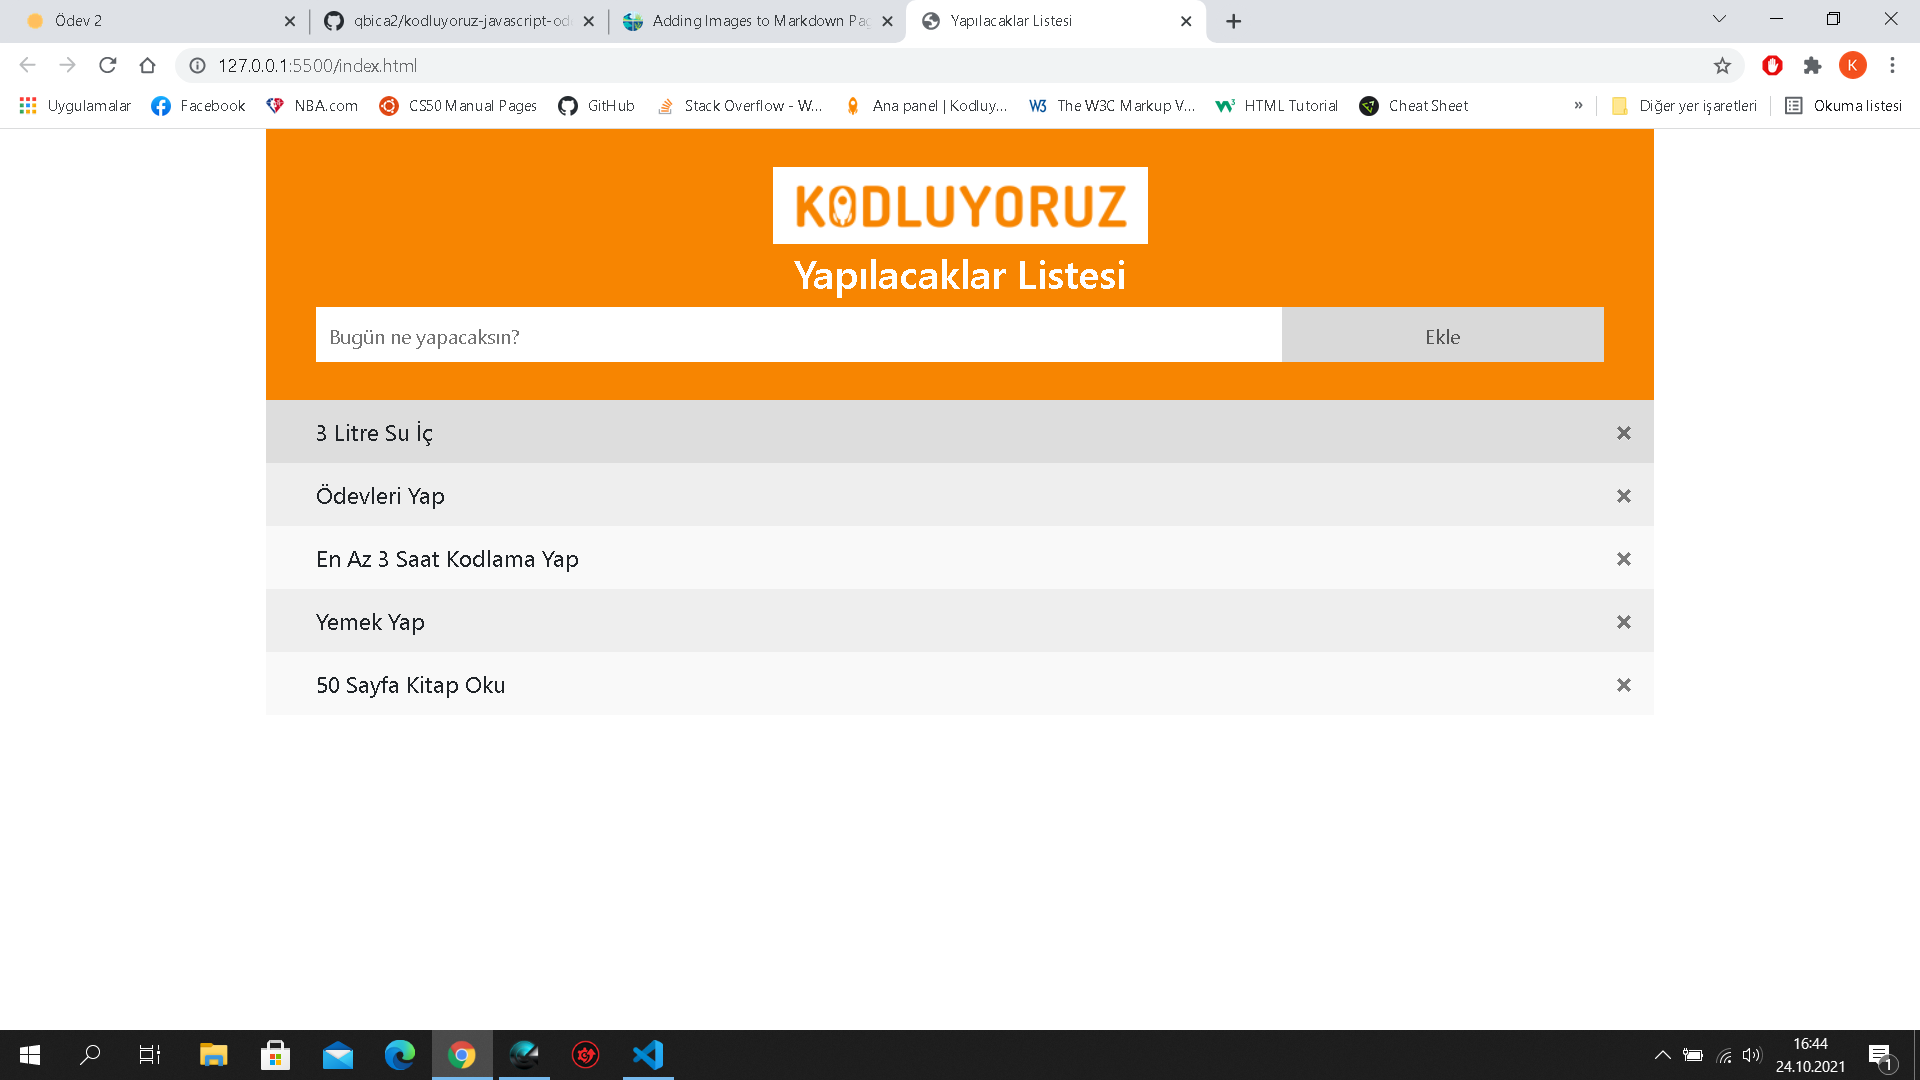 Ödev 2
qbica2/kodluyoruz-javascript-od
Adding Images to Markdown Pag
Yapılacaklar Listesi
127.0.0.1:5500/index.html
K
Uygulamalar
Facebook
NBA.com
CS50 Manual Pages
GitHub
Stack Overflow - W...
Ana panel | Kodluy...
The W3C Markup V...
HTML Tutorial
Cheat Sheet
»
Diğer yer işaretleri
Okuma listesi
KODLUYORUZ
Yapılacaklar Listesi
Bugün ne yapacaksın?
Ekle
3 Litre Su İç
Ödevleri Yap
En Az 3 Saat Kodlama Yap
Yemek Yap
50 Sayfa Kitap Oku
16:44
24.10.2021
1